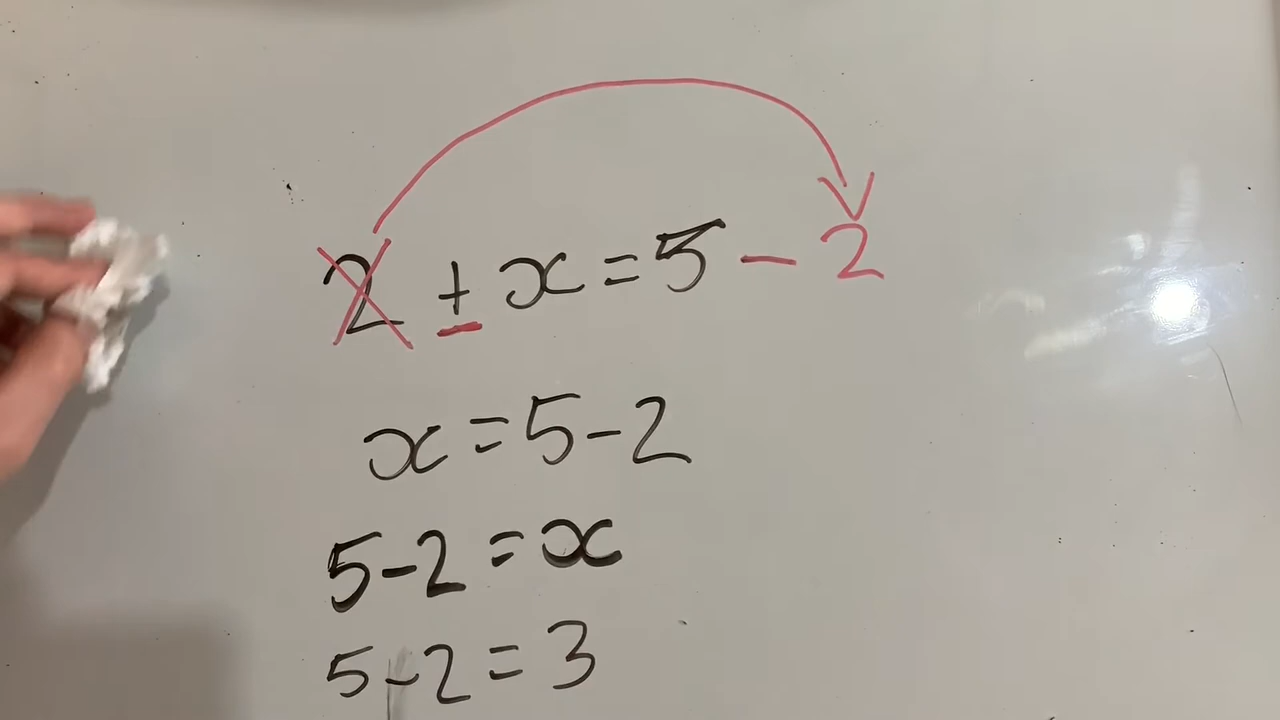 2 + x = 5 - 2
x = 5 - 2
5 - 2 = x
5 - 2 = 3